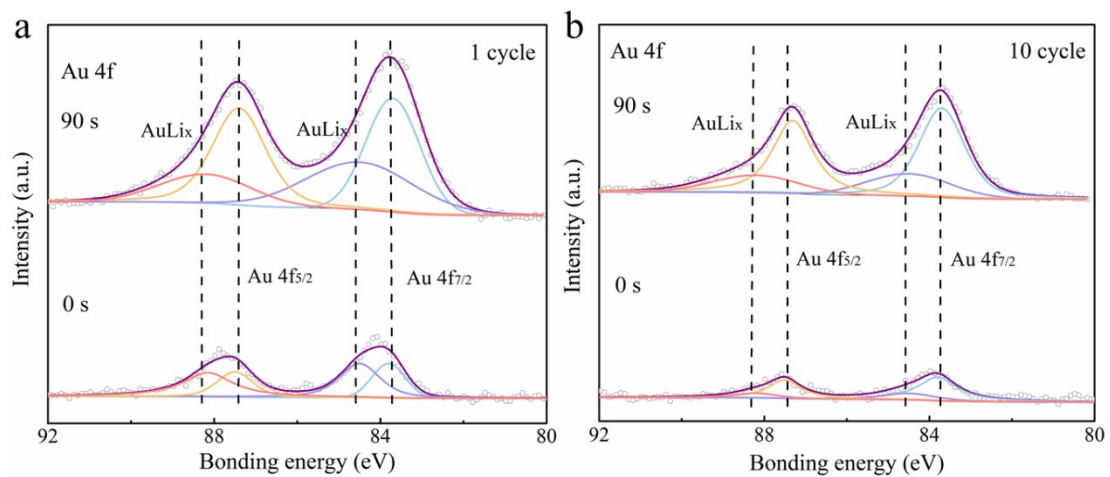 a
1 cycle
Au 4f
90 s
AuLix
AuLix
Au 4f5/2
Au 4f7/2
0 s
Intensity (a.u.)
92
88
84
80
Bonding energy (eV)
b
10 cycle
Au 4f
90 s
AuLix
AuLix
Au 4f5/2
Au 4f7/2
0 s
Intensity (a.u.)
92
88
84
80
Bonding energy (eV)